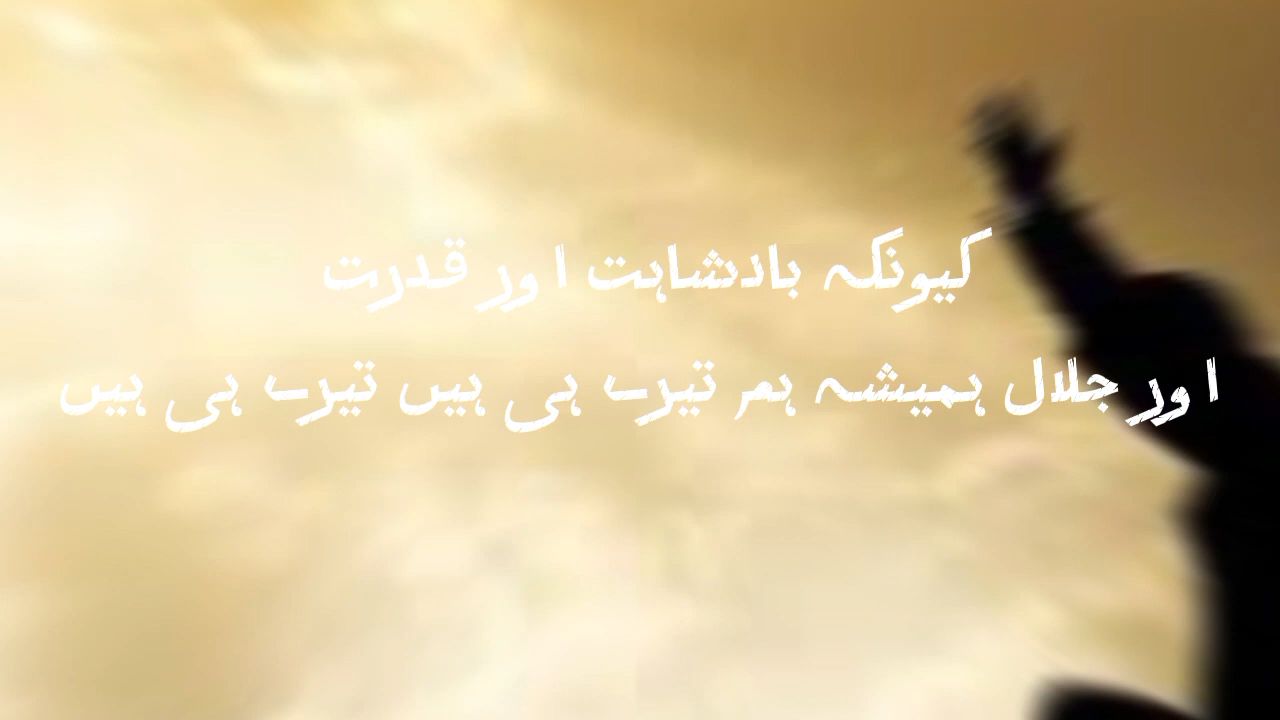 کیونکہ بادشاہت اور قدرت
اور جلال ہمیشہ ہم تیرے ہی ہیں تیرے ہی ہیں